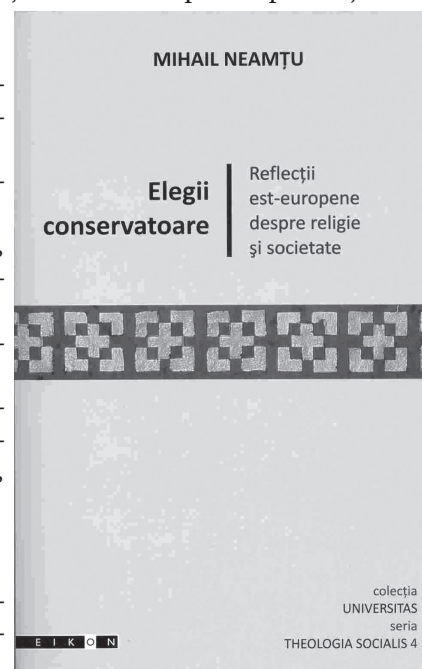 MIHAIL NEAMȚU
Elegii
conservatoare
Reflecții
est-europene
despre religie
și societate
colecția
UNIVERSITAS
seria
THEOLOGIA SOCIALIS 4
EIKON